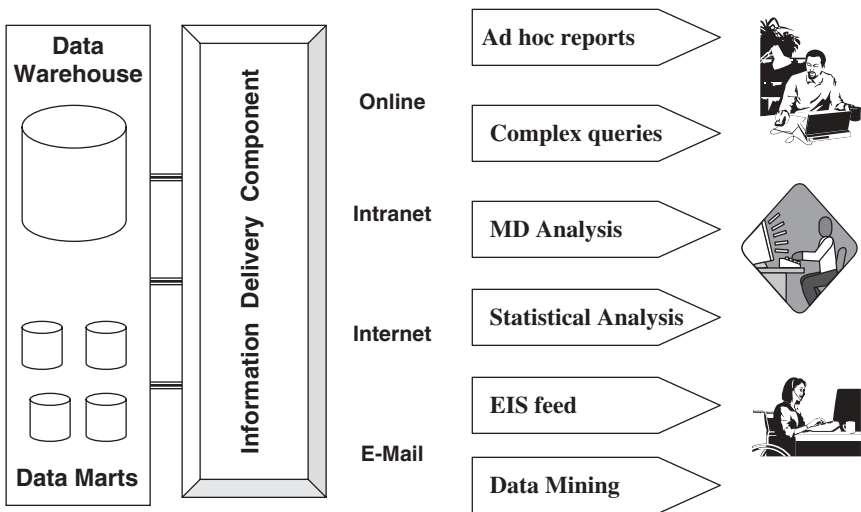 Data
Warehouse
Data Marts
Information Delivery Component
Online
Intranet
Internet
E-Mail
Ad hoc reports
Complex queries
MD Analysis
Statistical Analysis
EIS feed
Data Mining